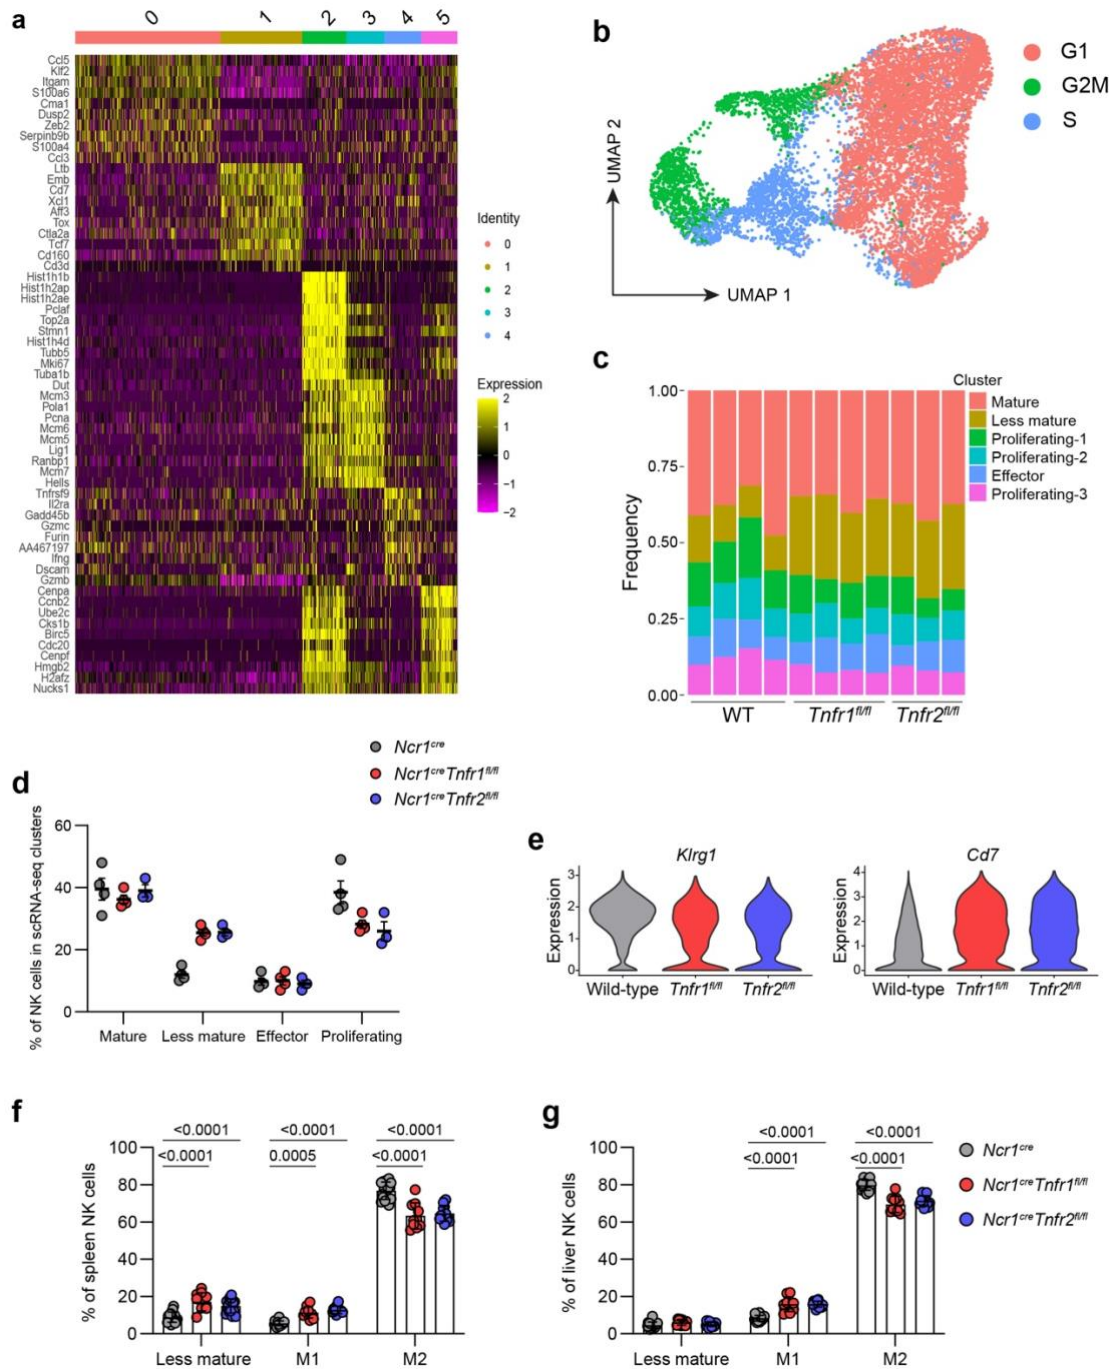 a
0 1 2 3 4 5
Ccl5
Klf2
Itgam
S100a6
Cma1
Dusp2
Zeb2
Serpinb9b
S100a4
Ccl3
Ltb
Emb
Cd7
Xcl1
Aff3
Tox
Ctla2a
Tcf7
Cd160
Cd3d
Hist1h1b
Hist1h2ap
Hist1h2ae
Pclaf
Top2a
Stmn1
Hist1h4d
Tubb5
Mki67
Tuba1b
Dut
Mcm3
Pola1
Pcna
Mcm6
Mcm5
Lig1
Ranbp1
Mcm7
Hells
Tnfrsf9
Il2ra
Gadd45b
Gzmc
Furin
AA467197
Ifng
Dscam
Gzmb
Cenpa
Ccnb2
Ube2c
Cks1b
Birc5
Cdc20
Cenpf
Hmgb2
H2afz
Nucks1
Identity
0
1
2
3
4
Expression
2
1
0
−1
−2
b
G1
G2M
S
UMAP 2
UMAP 1
c
Cluster
Mature
Less mature
Proliferating-1
Proliferating-2
Effector
Proliferating-3
Frequency
1.00
0.75
0.50
0.25
0.00
WT Tnfr1fl/fl Tnfr2fl/fl
d
Ncr1cre
Ncr1creTnfr1fl/fl
Ncr1creTnfr2fl/fl
% of NK cells in scRNA-seq clusters
60
40
20
0
Mature Less mature Effector Proliferating
e
Klrg1
Expression
3
2
1
0
Wild-type Tnfr1fl/fl Tnfr2fl/fl
Cd7
Expression
4
3
2
1
0
Wild-type Tnfr1fl/fl Tnfr2fl/fl
f
% of spleen NK cells
100
80
60
40
20
0
<0.0001 <0.0001 <0.0001
<0.0001 0.0005 <0.0001
Less mature M1 M2
g
% of liver NK cells
100
80
60
40
20
0
<0.0001 <0.0001
<0.0001 <0.0001
Less mature M1 M2
Ncr1cre
Ncr1creTnfr1fl/fl
Ncr1creTnfr2fl/fl